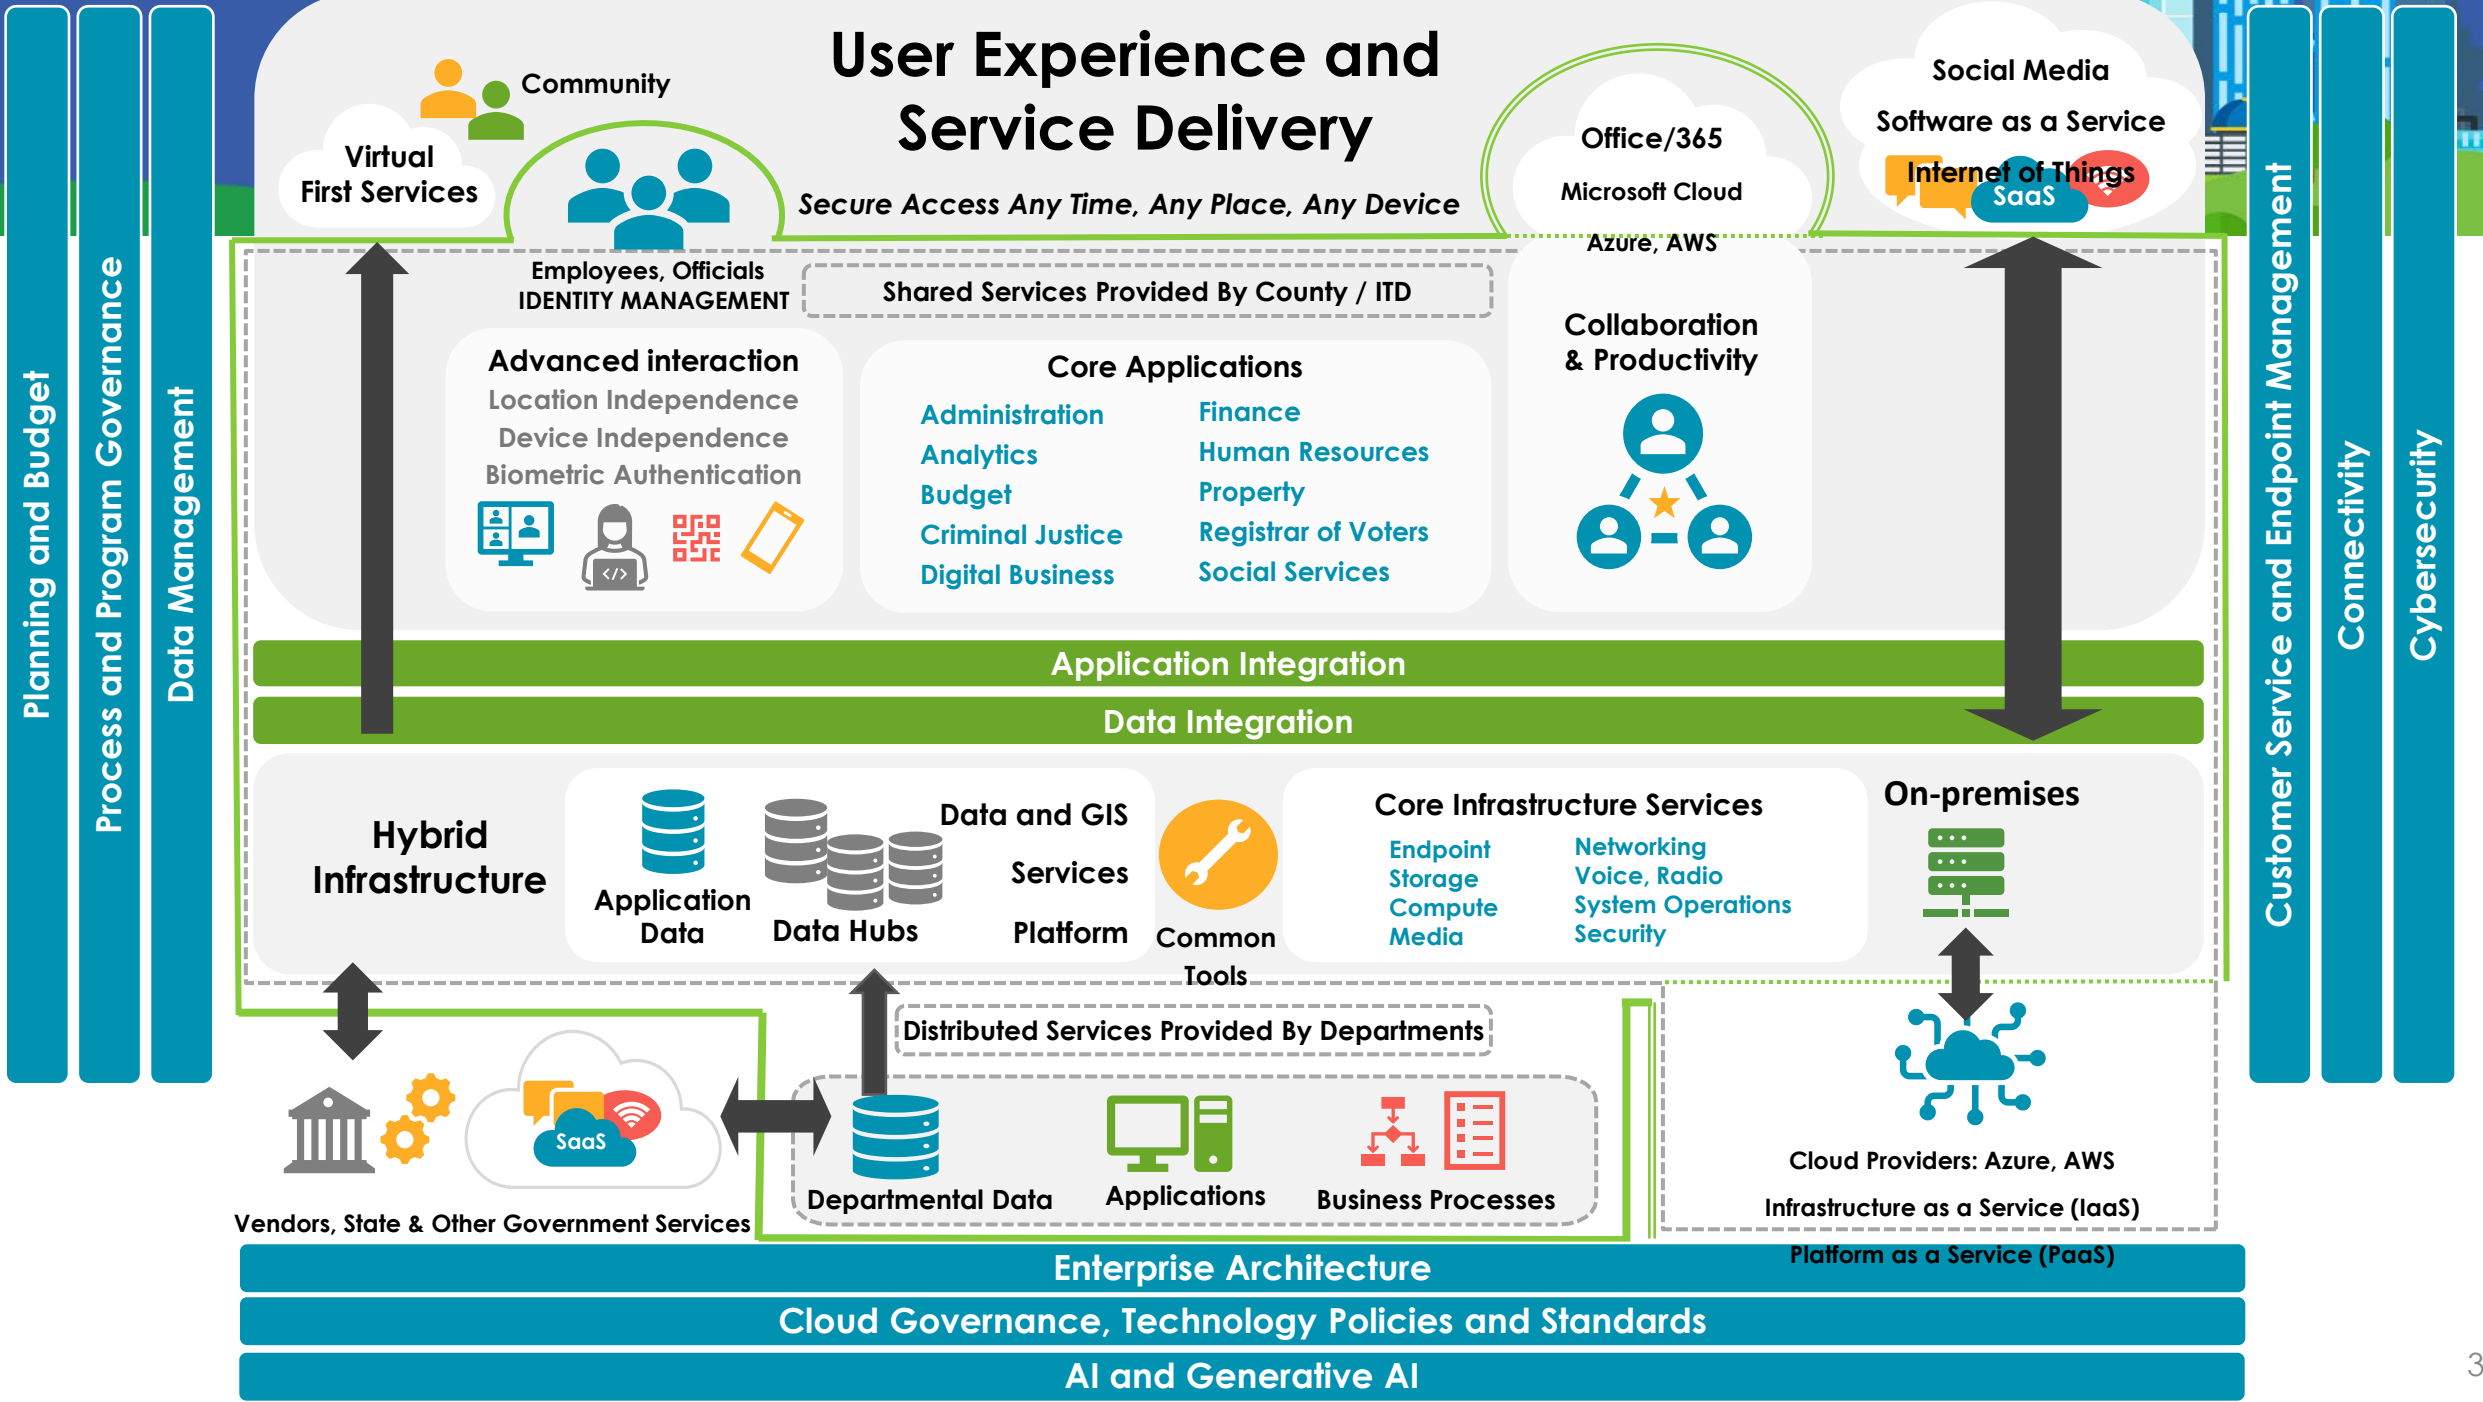 User Experience and
Service Delivery
Secure Access Any Time, Any Place, Any Device
Community
Virtual
First Services
Office/365
Microsoft Cloud
Azure, AWS
Social Media
Software as a Service
Internet of Things
SaaS
Planning and Budget
Process and Program Governance
Data Management
Employees, Officials
IDENTITY MANAGEMENT
Shared Services Provided By County / ITD
Advanced interaction
Location Independence
Device Independence
Biometric Authentication
</>
Core Applications
Administration
Analytics
Budget
Criminal Justice
Digital Business
Finance
Human Resources
Property
Registrar of Voters
Social Services
Collaboration
& Productivity
Customer Service and Endpoint Management
Connectivity
Cybersecurity
Application Integration
Data Integration
Hybrid
Infrastructure
Application
Data
Data Hubs
Data and GIS
Services
Platform
Common
Tools
Core Infrastructure Services
Endpoint
Storage
Compute
Media
Networking
Voice, Radio
System Operations
Security
On-premises
Distributed Services Provided By Departments
SaaS
Vendors, State & Other Government Services
Departmental Data
Applications
Business Processes
Cloud Providers: Azure, AWS
Infrastructure as a Service (IaaS)
Platform as a Service (PaaS)
Enterprise Architecture
Cloud Governance, Technology Policies and Standards
AI and Generative AI
3